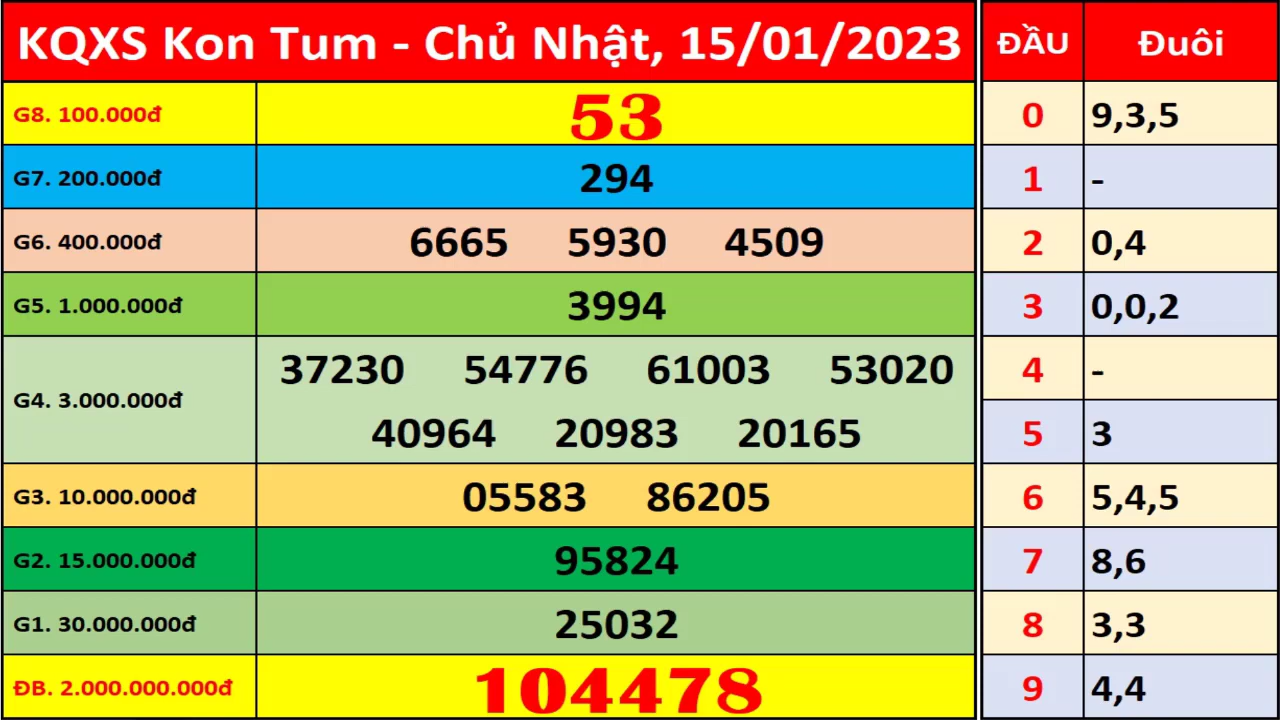 KQXS Kon Tum - Chủ Nhật, 15/01/2023
G8. 100.000đ 53
G7. 200.000đ 294
G6. 400.000đ 6665 5930 4509
G5. 1.000.000đ 3994
G4. 3.000.000đ 37230 54776 61003 53020
40964 20983 20165
G3. 10.000.000đ 05583 86205
G2. 15.000.000đ 95824
G1. 30.000.000đ 25032
ĐB. 2.000.000.000đ 104478
ĐẦU Đuôi
0 9,3,5
1 -
2 0,4
3 0,0,2
4 -
5 3
6 5,4,5
7 8,6
8 3,3
9 4,4